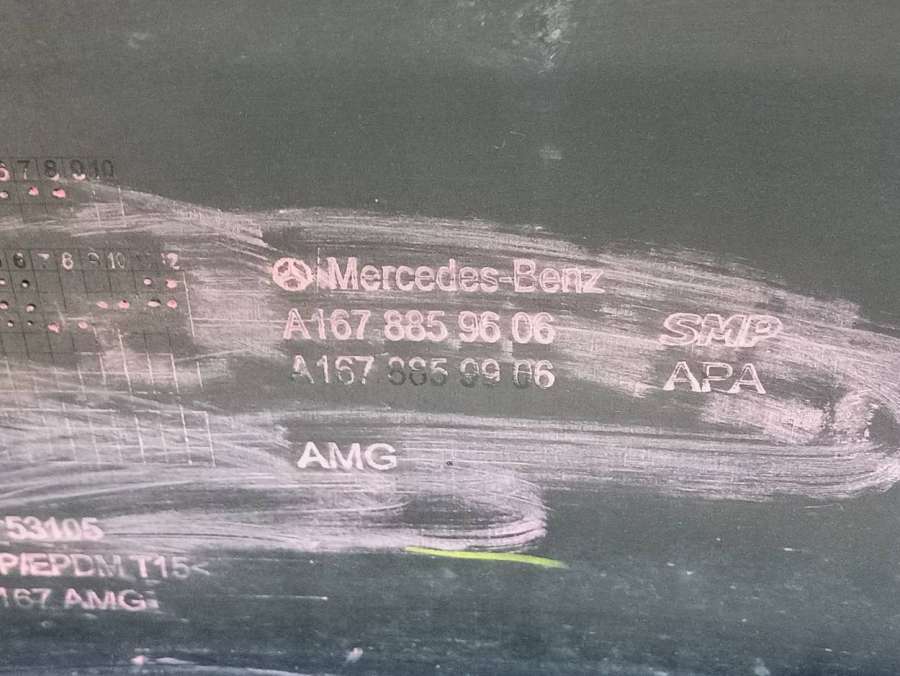 6 7 8 9 10
6 7 8 9 10 11 12
Mercedes-Benz
A167 885 96 06
SMP
A167 885 99 06
APA
AMG
53105
P/EPDM T15<
167 AMG